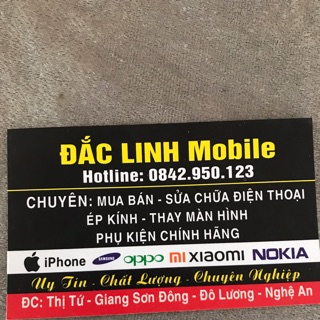 ĐẮC LINH Mobile
Hotline: 0842.950.123
CHUYÊN: MUA BÁN - SỬA CHỮA ĐIỆN THOẠI
ÉP KÍNH - THAY MÀN HÌNH
PHỤ KIỆN CHÍNH HÃNG
iPhone SAMSUNG oppo mi xiaomi NOKIA
Uy Tín - Chất Lượng - Chuyên Nghiệp
ĐC: Thị Tứ - Giang Sơn Đông - Đô Lương - Nghệ An